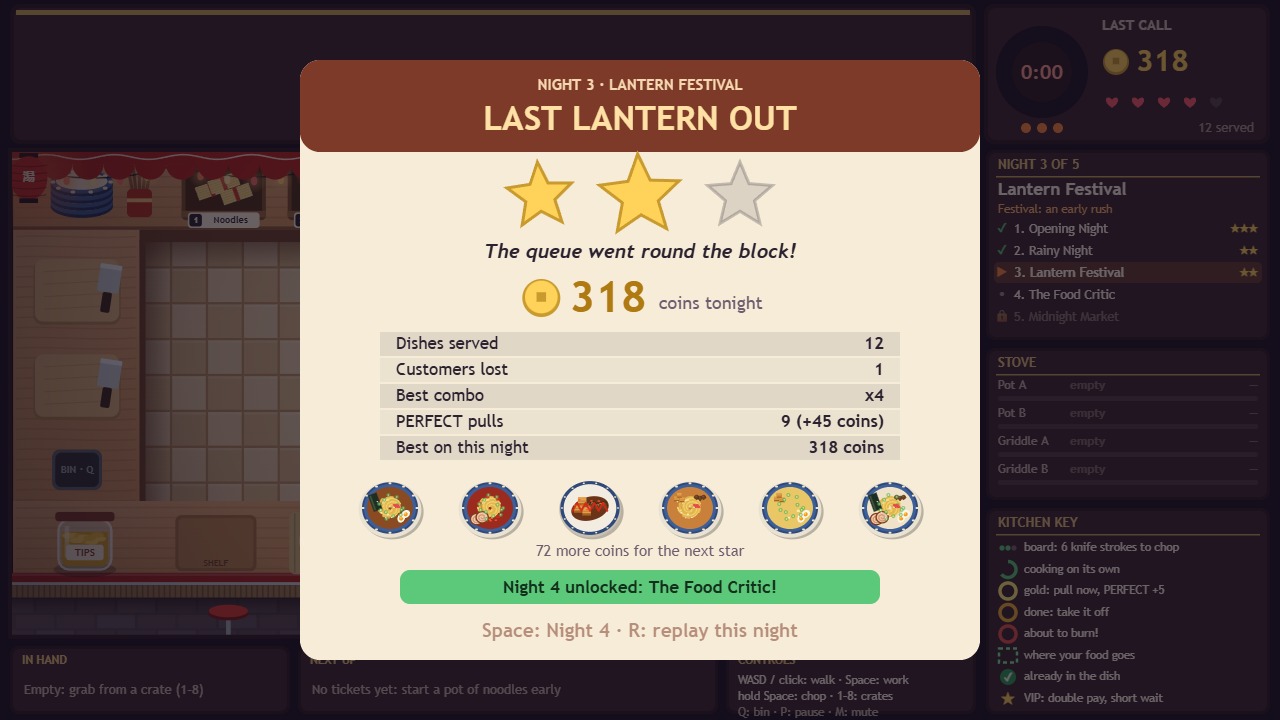 NIGHT 3 · LANTERN FESTIVAL
LAST LANTERN OUT
The queue went round the block!
318 coins tonight
Dishes served 12
Customers lost 1
Best combo x4
PERFECT pulls 9 (+45 coins)
Best on this night 318 coins
72 more coins for the next star
Night 4 unlocked: The Food Critic!
Space: Night 4 · R: replay this night
1 Noodles
BIN · Q
TIPS
SHELF
LAST CALL
0:00
318
12 served
NIGHT 3 OF 5
Lantern Festival
Festival: an early rush
1. Opening Night
2. Rainy Night
3. Lantern Festival
4. The Food Critic
5. Midnight Market
STOVE
Pot A empty —
Pot B empty —
Griddle A empty —
Griddle B empty —
KITCHEN KEY
board: 6 knife strokes to chop
cooking on its own
gold: pull now, PERFECT +5
done: take it off
about to burn!
where your food goes
already in the dish
VIP: double pay, short wait
IN HAND
Empty: grab from a crate (1-8)
NEXT UP
No tickets yet: start a pot of noodles early
CONTROLS
WASD / click: walk · Space: work
hold Space: chop · 1-8: crates
Q: bin · P: pause · M: mute